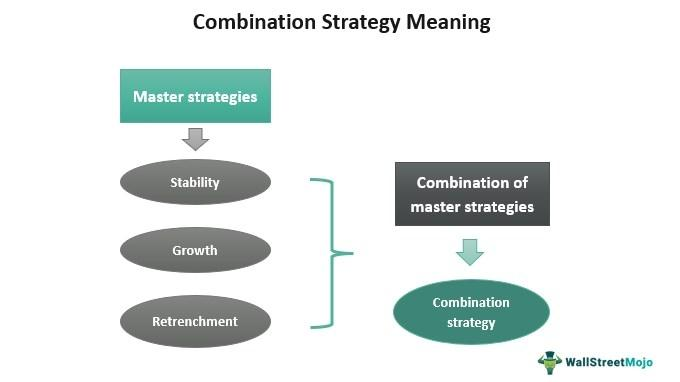 Combination Strategy Meaning
Master strategies
Stability
Growth
Retrenchment
Combination of
master strategies
Combination
strategy
WallStreetMojo